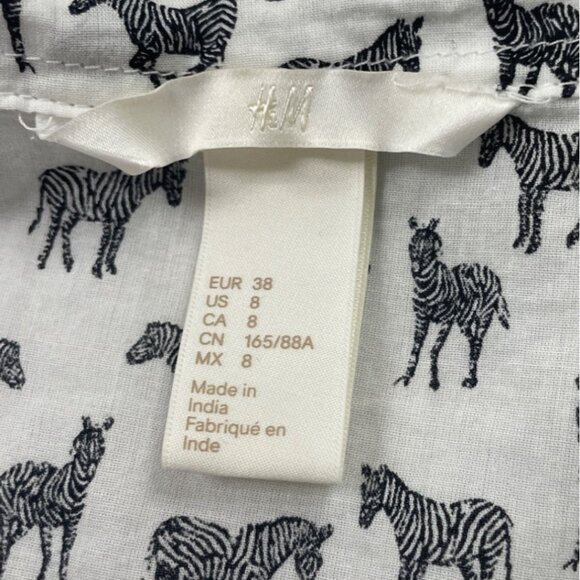 H&M
EUR 38
US 8
CA 8
CN 165/88A
MX 8
Made in
India
Fabriqué en
Inde